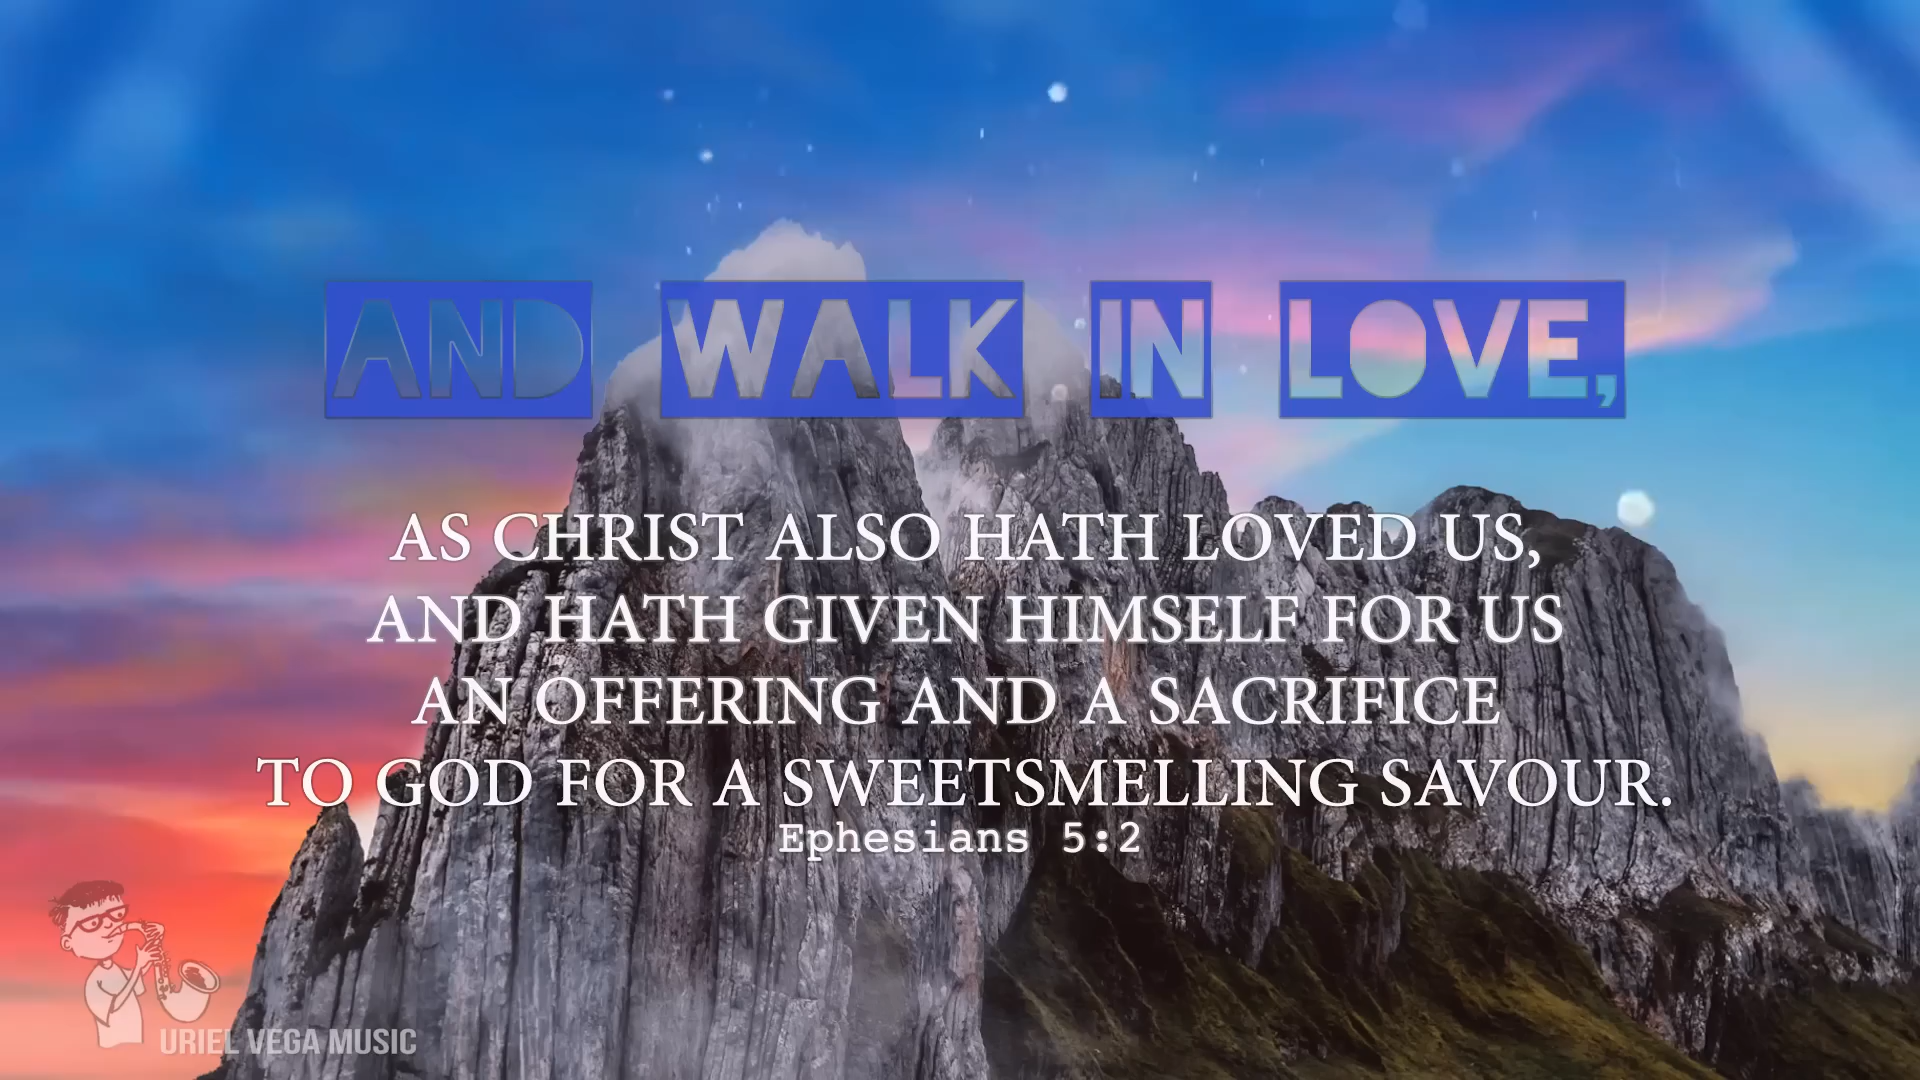 AND WALK IN LOVE,
AS CHRIST ALSO HATH LOVED US,
AND HATH GIVEN HIMSELF FOR US
AN OFFERING AND A SACRIFICE
TO GOD FOR A SWEETSMELLING SAVOUR.
Ephesians 5:2
URIEL VEGA MUSIC